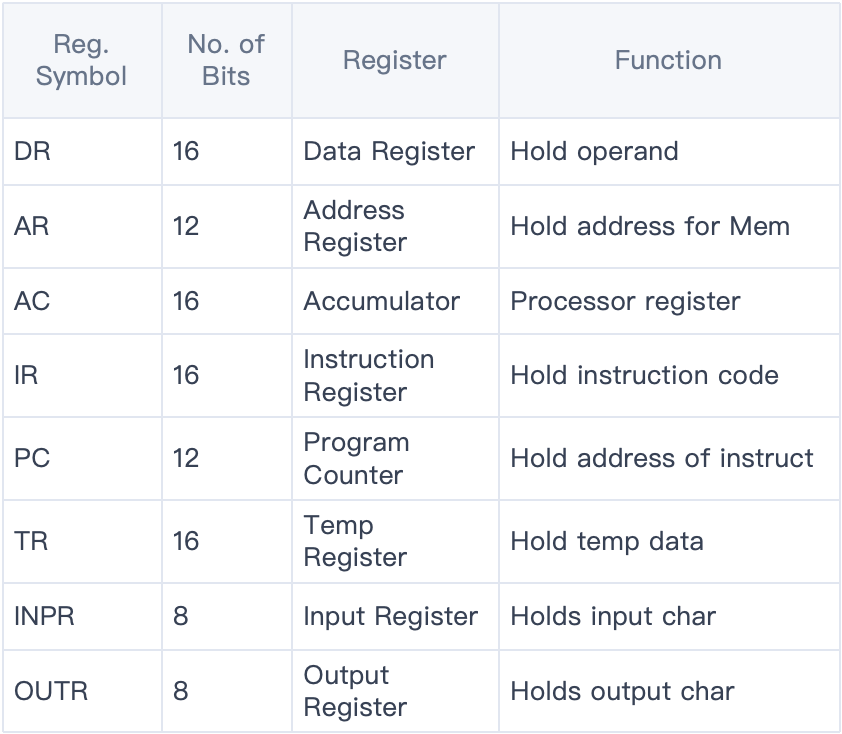 Reg. Symbol No. of Bits Register Function
DR 16 Data Register Hold operand
AR 12 Address Register Hold address for Mem
AC 16 Accumulator Processor register
IR 16 Instruction Register Hold instruction code
PC 12 Program Counter Hold address of instruct
TR 16 Temp Register Hold temp data
INPR 8 Input Register Holds input char
OUTR 8 Output Register Holds output char